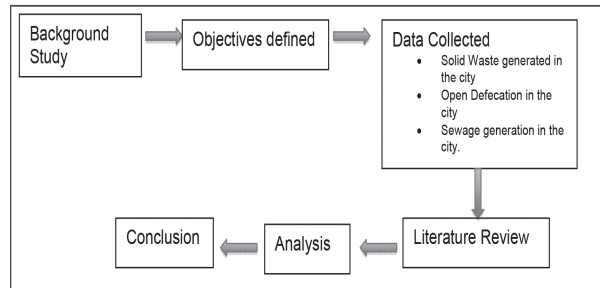 Background
Study
Objectives defined
Data Collected
• Solid Waste generated in
the city
• Open Defecation in the
city
• Sewage generation in the
city.
Literature Review
Analysis
Conclusion